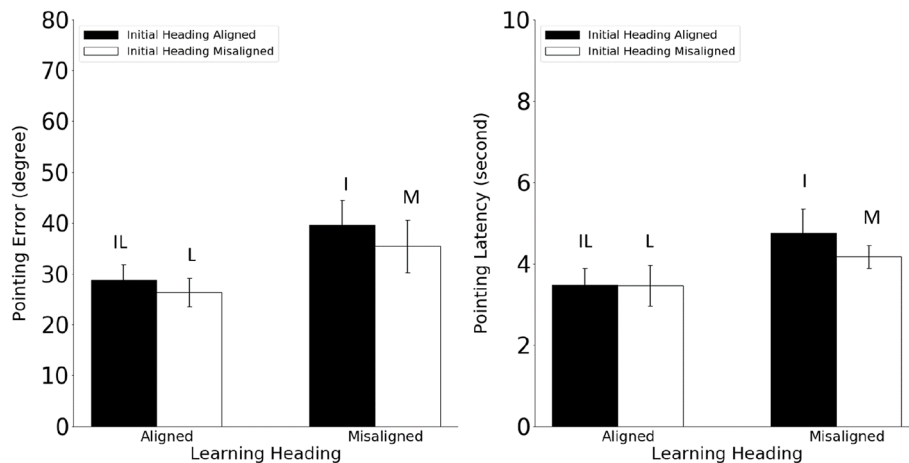 80
70
60
50
40
30
20
10
0
Pointing Error (degree)
Initial Heading Aligned
Initial Heading Misaligned
IL
L
I
M
Aligned
Misaligned
Learning Heading
10
8
6
4
2
0
Pointing Latency (second)
Initial Heading Aligned
Initial Heading Misaligned
IL
L
I
M
Aligned
Misaligned
Learning Heading